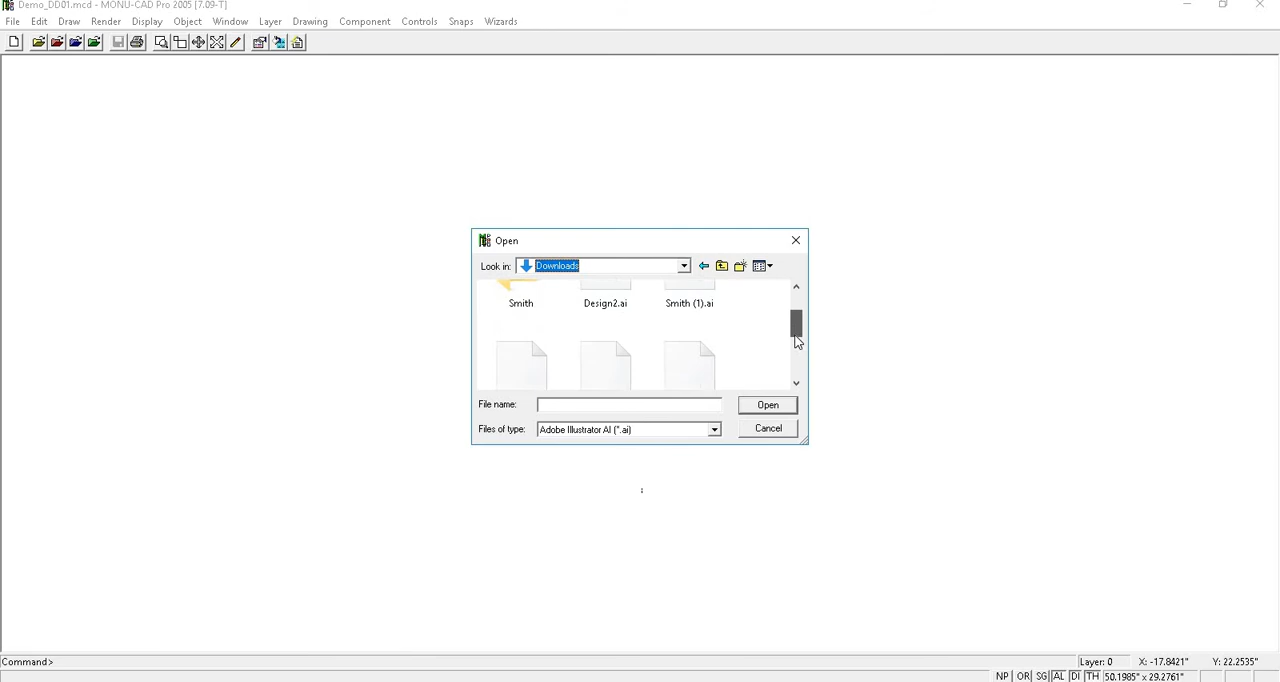 Demo_DD01.mcd - MONU-CAD Pro 2005 [7.09-T]
File Edit Draw Render Display Object Window Layer Drawing Component Controls Snaps Wizards
Open
Look in: Downloads
Smith Design2.ai Smith (1).ai
File name: Open
Files of type: Adobe Illustrator AI (*.ai) Cancel
Command> Layer: 0 X: -17.8421" Y: 22.2535"
NP OR SG AL DI TH 50.1985" x 29.2761"